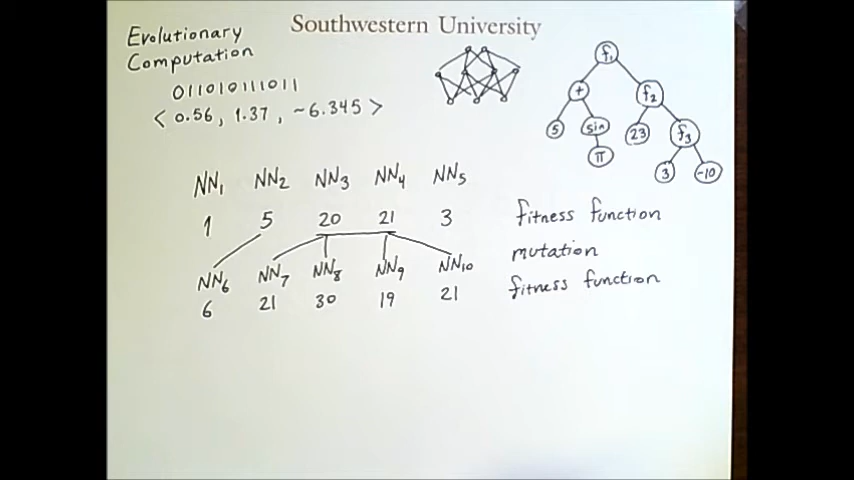 Southwestern University
Evolutionary
Computation
011010111011
< 0.56, 1.37, -6.345 >
f1
+
f2
5
sin
23
f3
π
3
-10
NN1 NN2 NN3 NN4 NN5
1 5 20 21 3
fitness function
mutation
NN6 NN7 NN8 NN9 NN10
6 21 30 19 21
fitness function